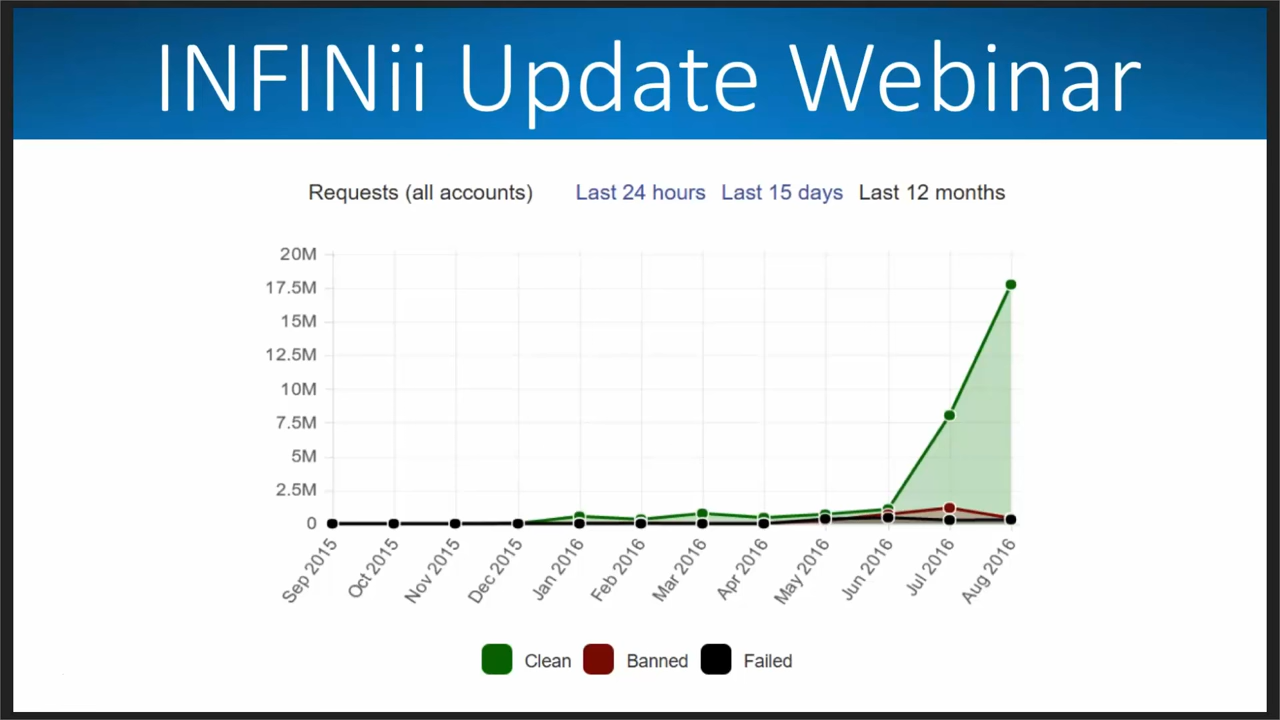 INFINii Update Webinar
Requests (all accounts) Last 24 hours Last 15 days Last 12 months
20M
17.5M
15M
12.5M
10M
7.5M
5M
2.5M
0
Sep 2015 Oct 2015 Nov 2015 Dec 2015 Jan 2016 Feb 2016 Mar 2016 Apr 2016 May 2016 Jun 2016 Jul 2016 Aug 2016
Clean Banned Failed